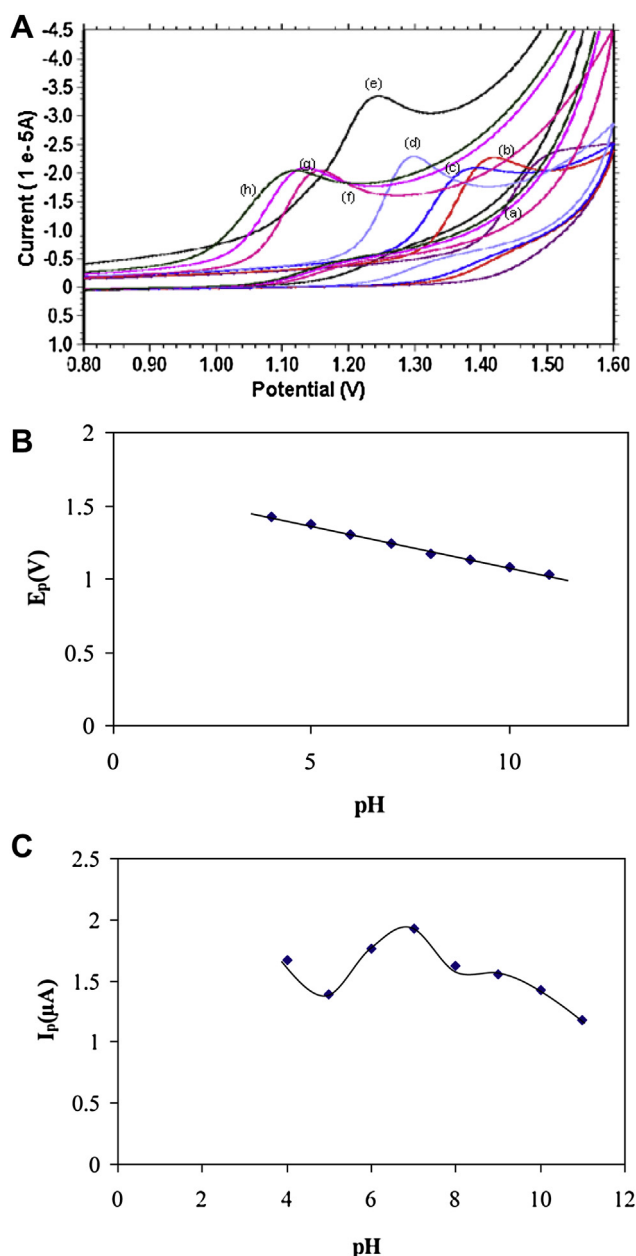 A
-4.5
-4.0
-3.5
-3.0
-2.5
-2.0
-1.5
-1.0
-0.5
0
0.5
1.0
Current ( 1 e-5A)
(e)
(d)
(b)
(c)
(g)
(h)
(f)
(a)
0.80 0.90 1.00 1.10 1.20 1.30 1.40 1.50 1.60
Potential (V)
B
2
1.5
1
0.5
0
Ep(V)
0 5 10
pH
C
2.5
2
1.5
1
0.5
0
Ip(µA)
0 2 4 6 8 10 12
pH